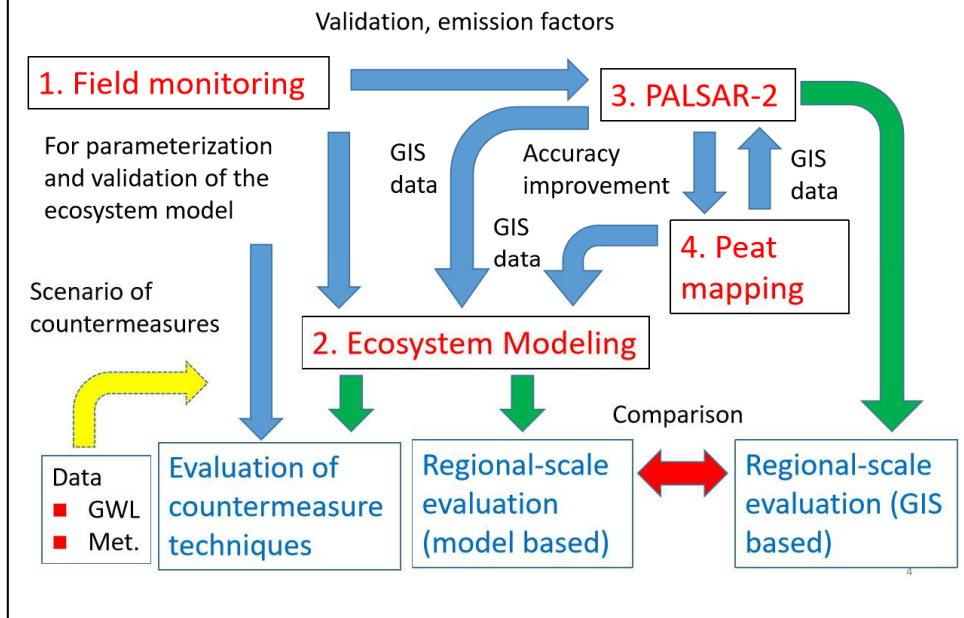 Validation, emission factors
1. Field monitoring
3. PALSAR-2
For parameterization
and validation of the
ecosystem model
GIS
data
Accuracy
improvement
GIS
data
GIS
data
4. Peat
mapping
Scenario of
countermeasures
2. Ecosystem Modeling
Comparison
Data
■ GWL
■ Met.
Evaluation of
countermeasure
techniques
Regional-scale
evaluation
(model based)
Regional-scale
evaluation (GIS
based)
4